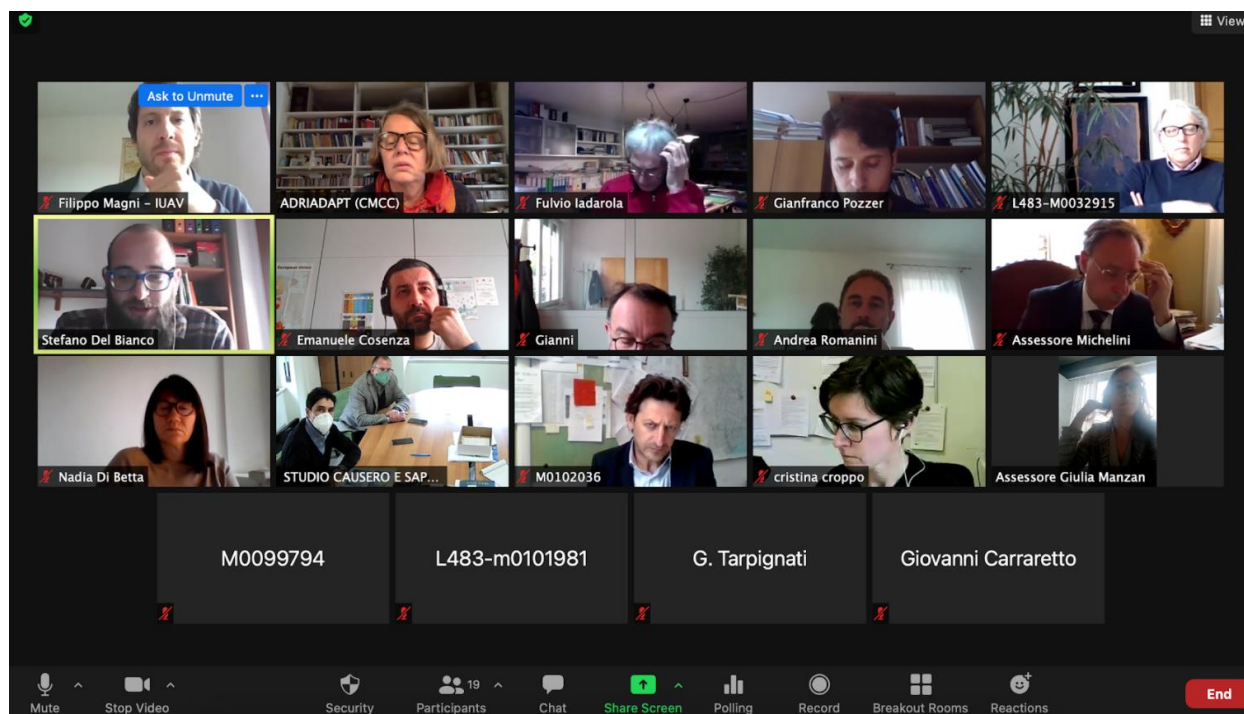 View
Ask to Unmute ...
Filippo Magni – IUAV
ADRIADAPT (CMCC)
Fulvio Iadarola
Gianfranco Pozzer
L483-M0032915
Stefano Del Bianco
Emanuele Cosenza
Gianni
Andrea Romanini
Assessore Michelini
Nadia Di Betta
STUDIO CAUSERO E SAP...
M0102036
cristina croppo
Assessore Giulia Manzan
M0099794
L483-m0101981
G. Tarpignati
Giovanni Carraretto
19
Mute
Stop Video
Security
Participants
Chat
Share Screen
Polling
Record
Breakout Rooms
Reactions
End